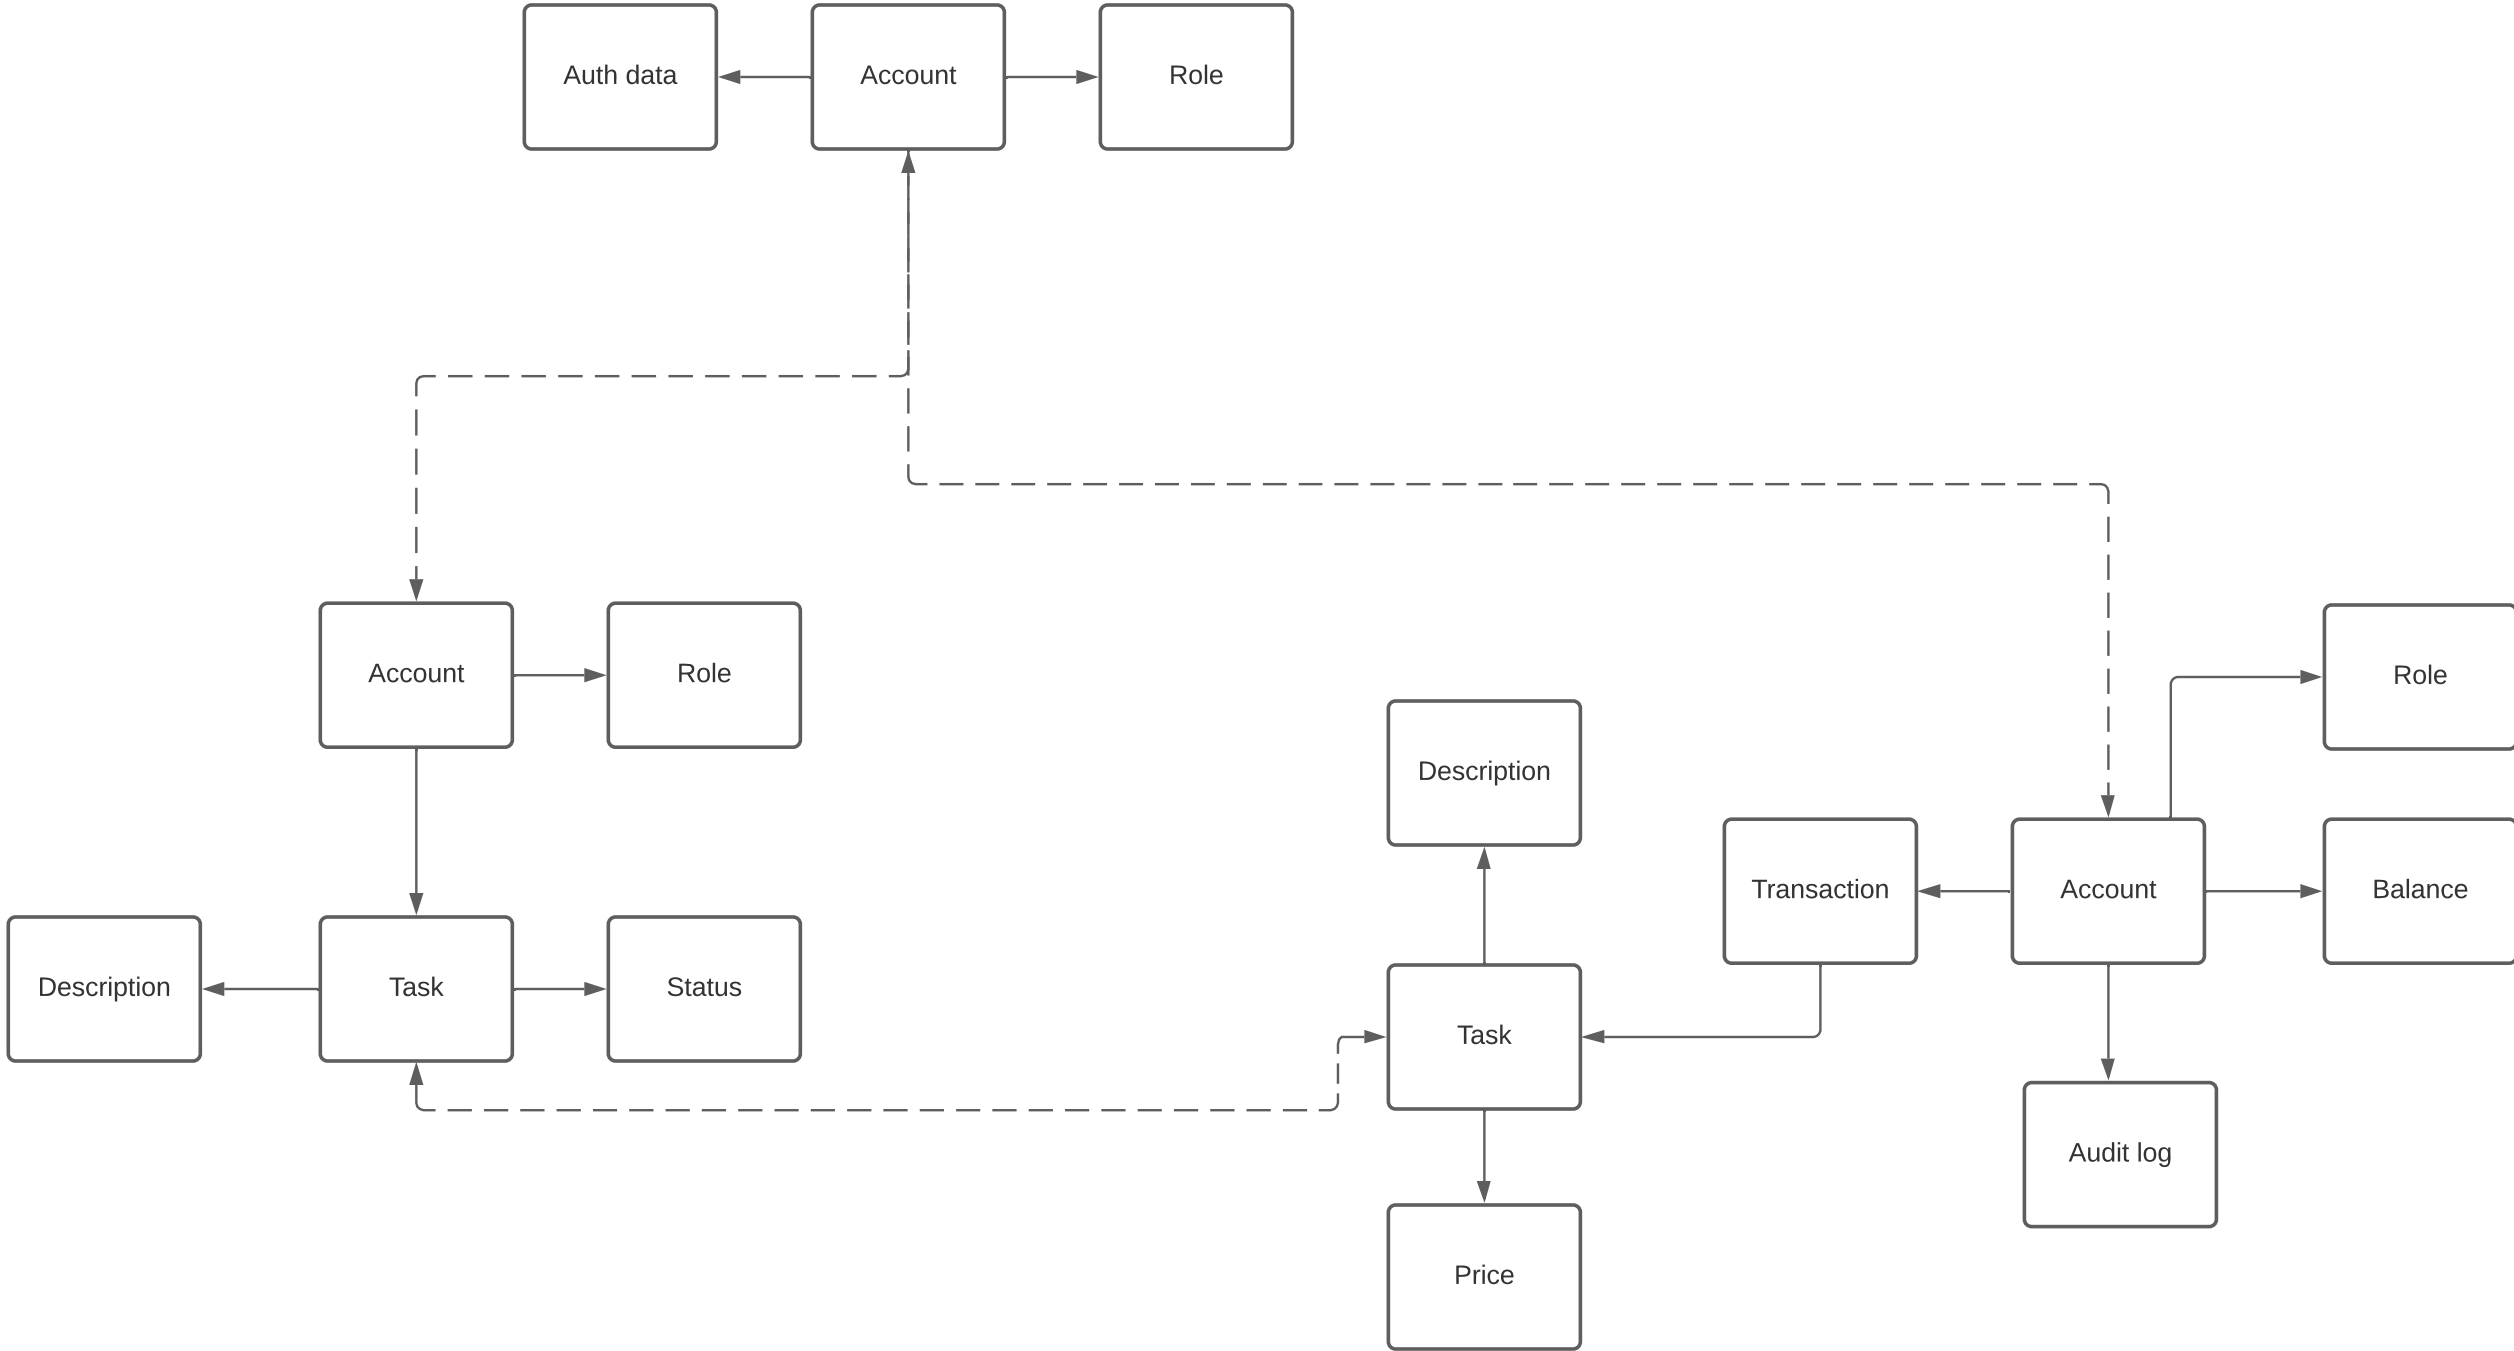 Auth data
Account
Role
Account
Role
Role
Description
Transaction
Account
Balance
Description
Task
Status
Task
Audit log
Price